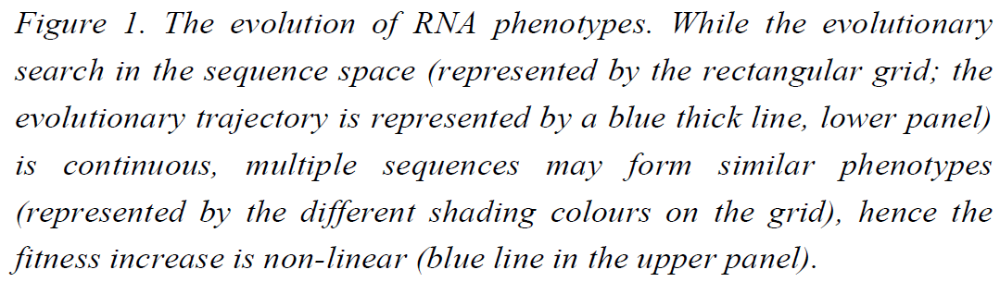 Figure 1. The evolution of RNA phenotypes. While the evolutionary
search in the sequence space (represented by the rectangular grid; the
evolutionary trajectory is represented by a blue thick line, lower panel)
is continuous, multiple sequences may form similar phenotypes
(represented by the different shading colours on the grid), hence the
fitness increase is non-linear (blue line in the upper panel).